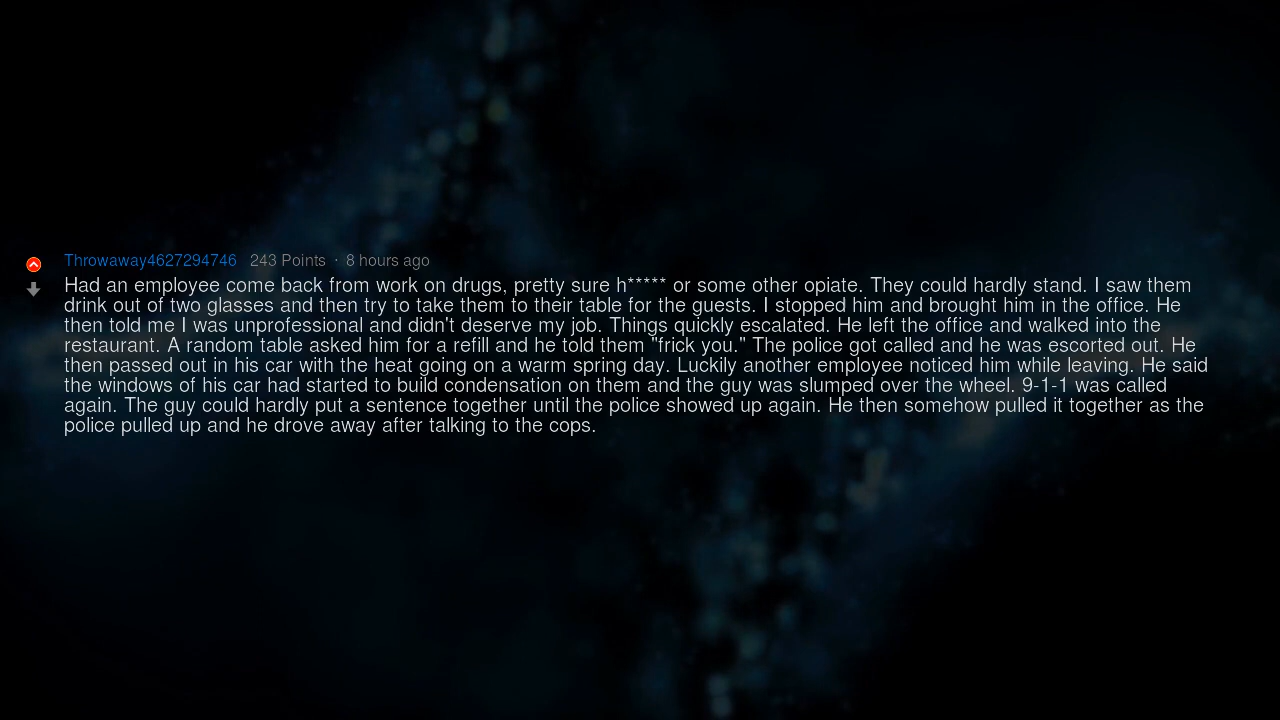 Throwaway4627294746 243 Points · 8 hours ago
Had an employee come back from work on drugs, pretty sure h***** or some other opiate. They could hardly stand. I saw them
drink out of two glasses and then try to take them to their table for the guests. I stopped him and brought him in the office. He
then told me I was unprofessional and didn't deserve my job. Things quickly escalated. He left the office and walked into the
restaurant. A random table asked him for a refill and he told them "frick you." The police got called and he was escorted out. He
then passed out in his car with the heat going on a warm spring day. Luckily another employee noticed him while leaving. He said
the windows of his car had started to build condensation on them and the guy was slumped over the wheel. 9-1-1 was called
again. The guy could hardly put a sentence together until the police showed up again. He then somehow pulled it together as the
police pulled up and he drove away after talking to the cops.